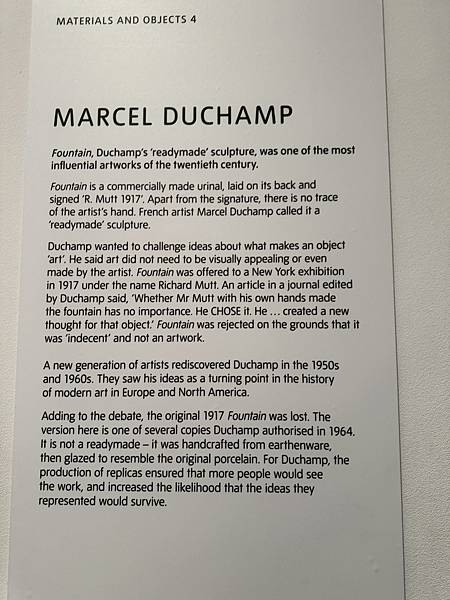 MATERIALS AND OBJECTS 4
MARCEL DUCHAMP
Fountain, Duchamp's 'readymade' sculpture, was one of the most
influential artworks of the twentieth century.
Fountain is a commercially made urinal, laid on its back and
signed 'R. Mutt 1917'. Apart from the signature, there is no trace
of the artist's hand. French artist Marcel Duchamp called it a
'readymade' sculpture.
Duchamp wanted to challenge ideas about what makes an object
'art'. He said art did not need to be visually appealing or even
made by the artist. Fountain was offered to a New York exhibition
in 1917 under the name Richard Mutt. An article in a journal edited
by Duchamp said, 'Whether Mr Mutt with his own hands made
the fountain has no importance. He CHOSE it. He ... created a new
thought for that object.' Fountain was rejected on the grounds that it
was 'indecent' and not an artwork.
A new generation of artists rediscovered Duchamp in the 1950s
and 1960s. They saw his ideas as a turning point in the history
of modern art in Europe and North America.
Adding to the debate, the original 1917 Fountain was lost. The
version here is one of several copies Duchamp authorised in 1964.
It is not a readymade – it was handcrafted from earthenware,
then glazed to resemble the original porcelain. For Duchamp, the
production of replicas ensured that more people would see
the work, and increased the likelihood that the ideas they
represented would survive.